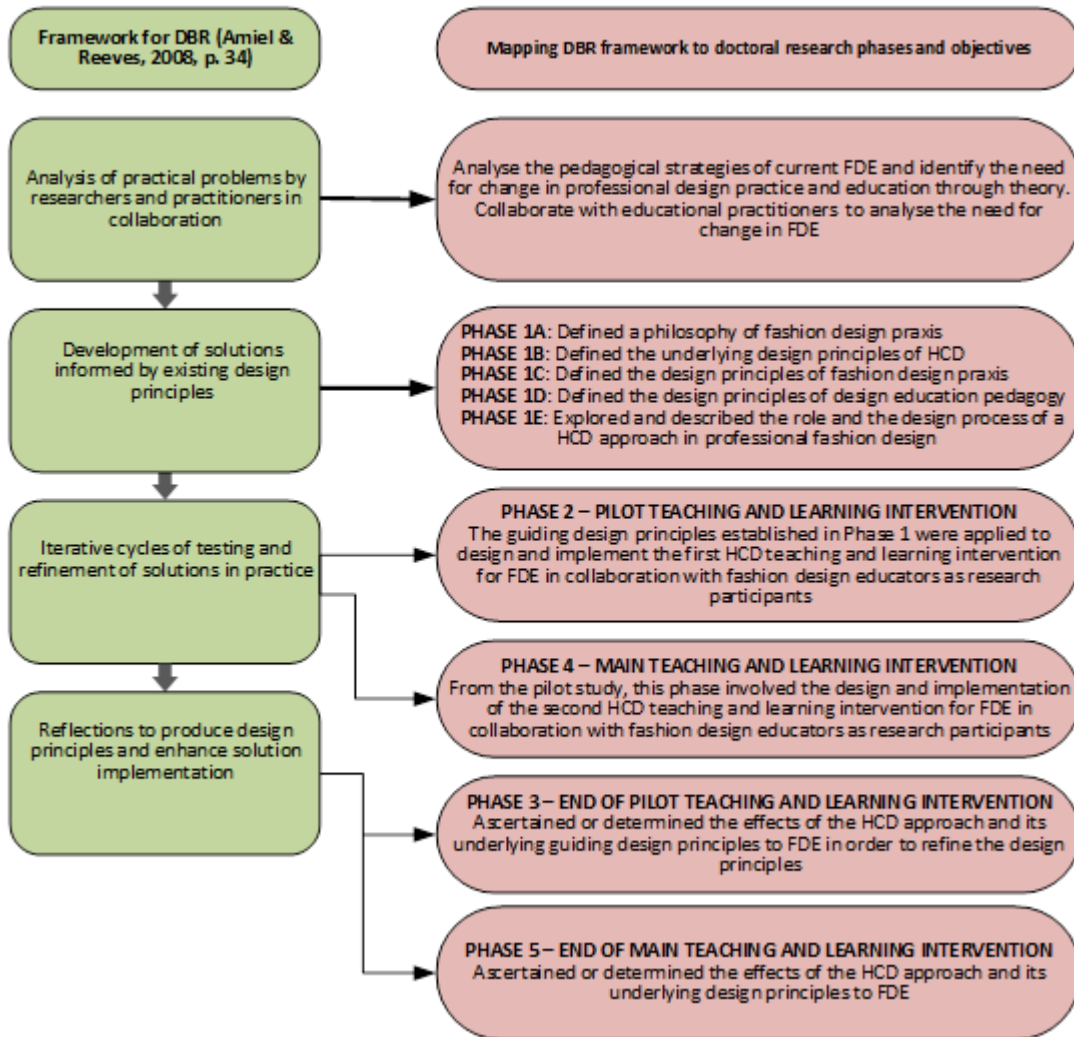 Framework for DBR (Amiel &
Reeves, 2008, p. 34)
Mapping DBR framework to doctoral research phases and objectives
Analysis of practical problems by
researchers and practitioners in
collaboration
Analyse the pedagogical strategies of current FDE and identify the need
for change in professional design practice and education through theory.
Collaborate with educational practitioners to analyse the need for
change in FDE
Development of solutions
informed by existing design
principles
PHASE 1A: Defined a philosophy of fashion design praxis
PHASE 1B: Defined the underlying design principles of HCD
PHASE 1C: Defined the design principles of fashion design praxis
PHASE 1D: Defined the design principles of design education pedagogy
PHASE 1E: Explored and described the role and the design process of a
HCD approach in professional fashion design
Iterative cycles of testing and
refinement of solutions in practice
PHASE 2 – PILOT TEACHING AND LEARNING INTERVENTION
The guiding design principles established in Phase 1 were applied to
design and implement the first HCD teaching and learning intervention
for FDE in collaboration with fashion design educators as research
participants
PHASE 4 – MAIN TEACHING AND LEARNING INTERVENTION
From the pilot study, this phase involved the design and implementation
of the second HCD teaching and learning intervention for FDE in
collaboration with fashion design educators as research participants
Reflections to produce design
principles and enhance solution
implementation
PHASE 3 – END OF PILOT TEACHING AND LEARNING INTERVENTION
Ascertained or determined the effects of the HCD approach and its
underlying guiding design principles to FDE in order to refine the design
principles
PHASE 5 – END OF MAIN TEACHING AND LEARNING INTERVENTION
Ascertained or determined the effects of the HCD approach and its
underlying design principles to FDE